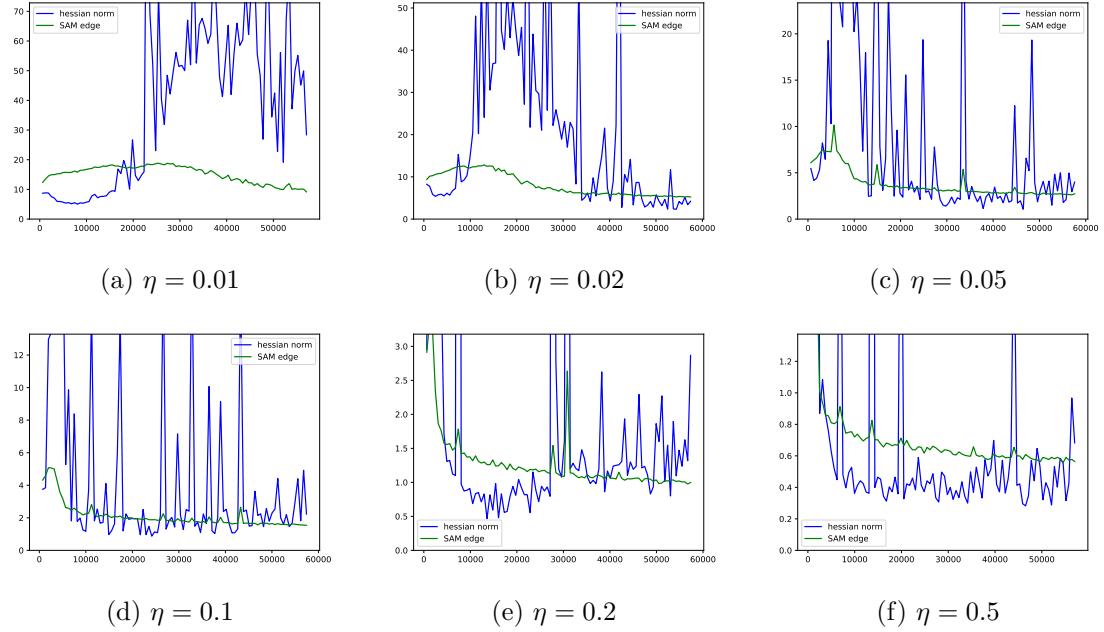 70
60
50
40
30
20
10
0
hessian norm
SAM edge
0 10000 20000 30000 40000 50000
(a) η = 0.01
50
40
30
20
10
0
hessian norm
SAM edge
0 10000 20000 30000 40000 50000 60000
(b) η = 0.02
20
15
10
5
0
hessian norm
SAM edge
0 10000 20000 30000 40000 50000 60000
(c) η = 0.05
12
10
8
6
4
2
0
hessian norm
SAM edge
0 10000 20000 30000 40000 50000 60000
(d) η = 0.1
3.0
2.5
2.0
1.5
1.0
0.5
0.0
hessian norm
SAM edge
0 10000 20000 30000 40000 50000 60000
(e) η = 0.2
1.2
1.0
0.8
0.6
0.4
0.2
0.0
hessian norm
SAM edge
0 10000 20000 30000 40000 50000
(f) η = 0.5